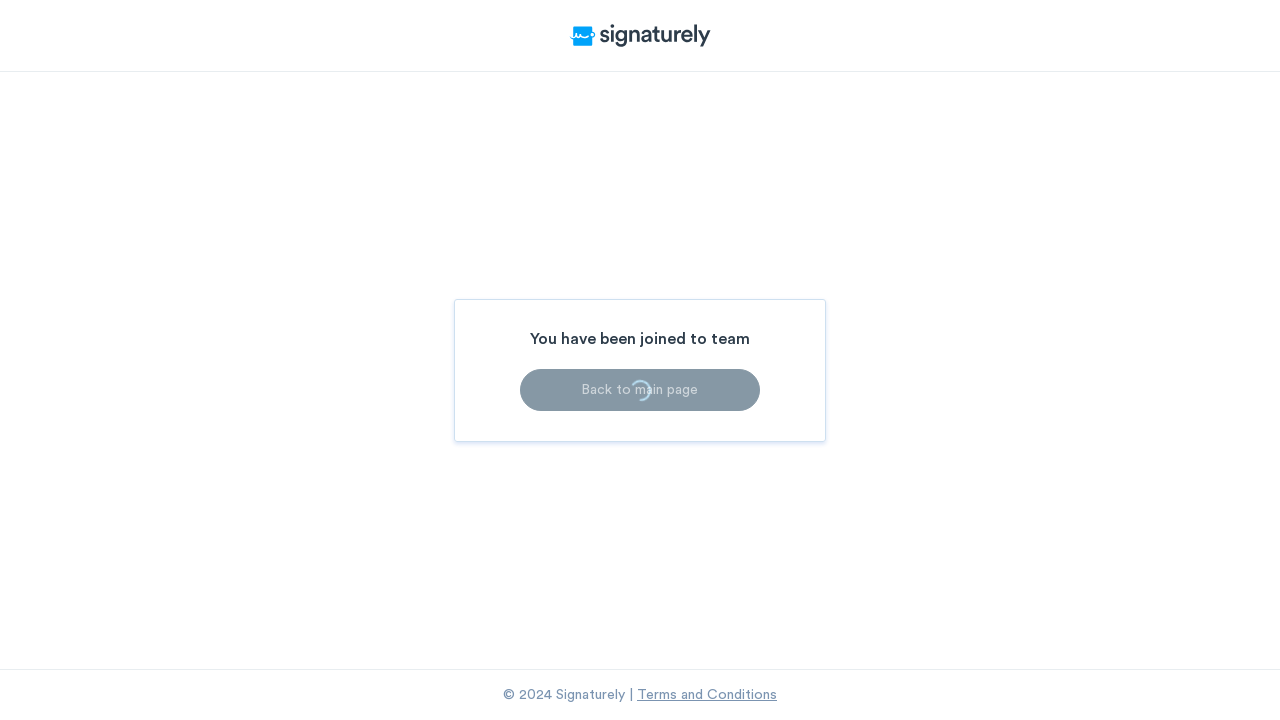 signaturely
You have been joined to team
Back to main page
© 2024 Signaturely | Terms and Conditions